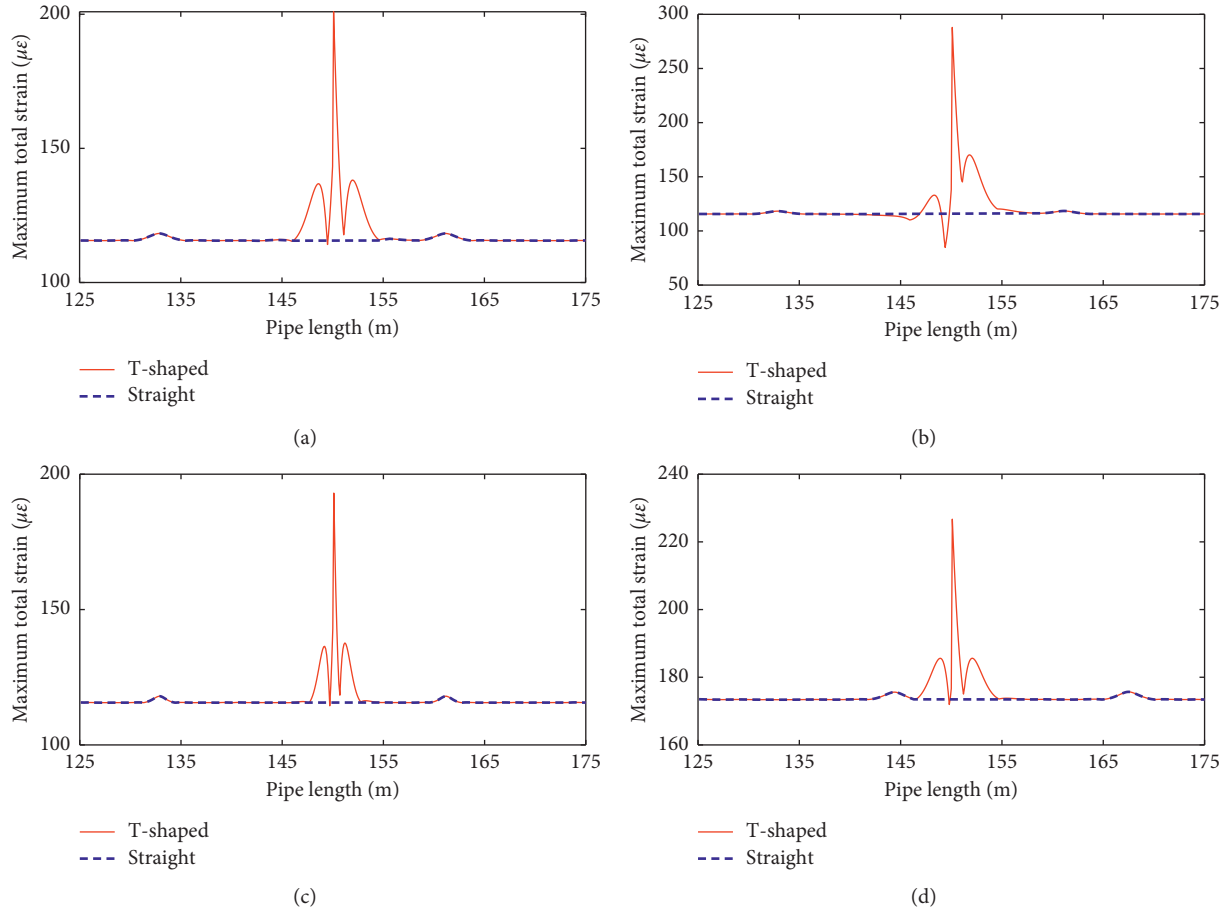 200
150
100
Maximum total strain (με)
125 135 145 155 165 175
Pipe length (m)
T-shaped
Straight
(a)
300
250
200
150
100
50
Maximum total strain (με)
125 135 145 155 165 175
Pipe length (m)
T-shaped
Straight
(b)
200
150
100
Maximum total strain (με)
125 135 145 155 165 175
Pipe length (m)
T-shaped
Straight
(c)
240
220
200
180
160
Maximum total strain (με)
125 135 145 155 165 175
Pipe length (m)
T-shaped
Straight
(d)